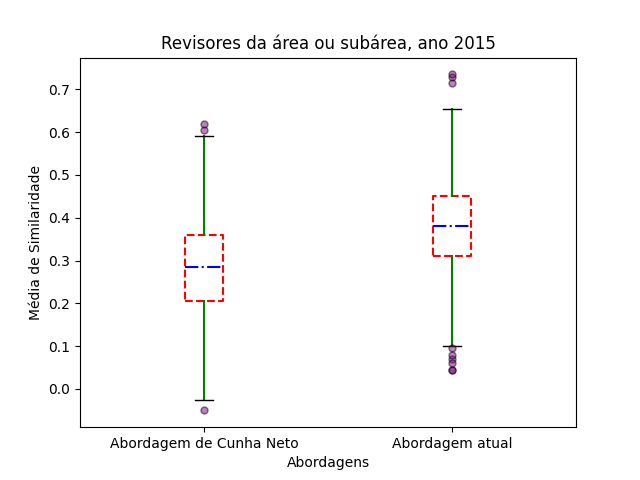 Revisores da área ou subárea, ano 2015
Média de Similaridade
0.7
0.6
0.5
0.4
0.3
0.2
0.1
0.0
Abordagem de Cunha Neto
Abordagem atual
Abordagens